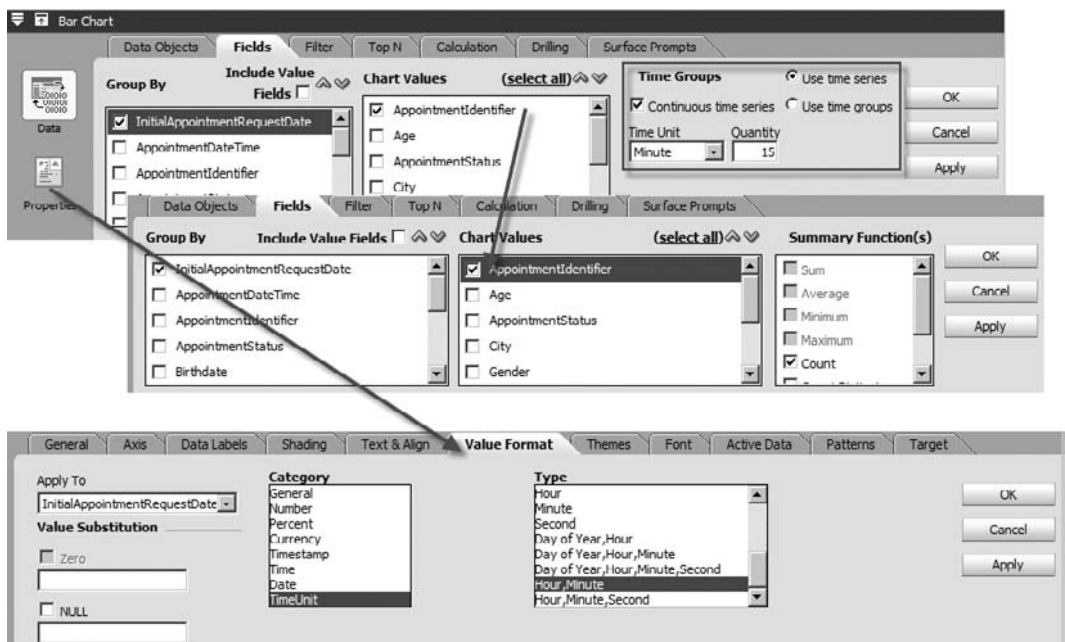 Bar Chart
Data Objects Fields Filter Top N Calculation Drilling Surface Prompts
Group By Include Value Fields Chart Values (select all) Time Groups Use time series
Continuous time series Use time groups
OK
InitialAppointmentRequestDate AppointmentIdentifier
Data
AppointmentDateTime Age Time Unit Quantity Cancel
AppointmentIdentifier AppointmentStatus Minute 15
Apply
City
Properties
Data Objects Fields Filter Top N Calculation Drilling Surface Prompts
Group By Include Value Fields Chart Values (select all) Summary Function(s)
OK
InitialAppointmentRequestDate AppointmentIdentifier Sum
AppointmentDateTime Age Average Cancel
AppointmentIdentifier AppointmentStatus Minimum
Apply
AppointmentStatus City Maximum
Birthdate Gender Count
General Axis Data Labels Shading Text & Align Value Format Themes Font Active Data Patterns Target
Apply To Category Type
InitialAppointmentRequestDate General Hour OK
Number Minute
Value Substitution Percent Second
Currency Day of Year,Hour Cancel
Zero Timestamp Day of Year,Hour,Minute
Time Day of Year,Hour,Minute,Second Apply
Date Hour,Minute
TimeUnit Hour,Minute,Second
NULL